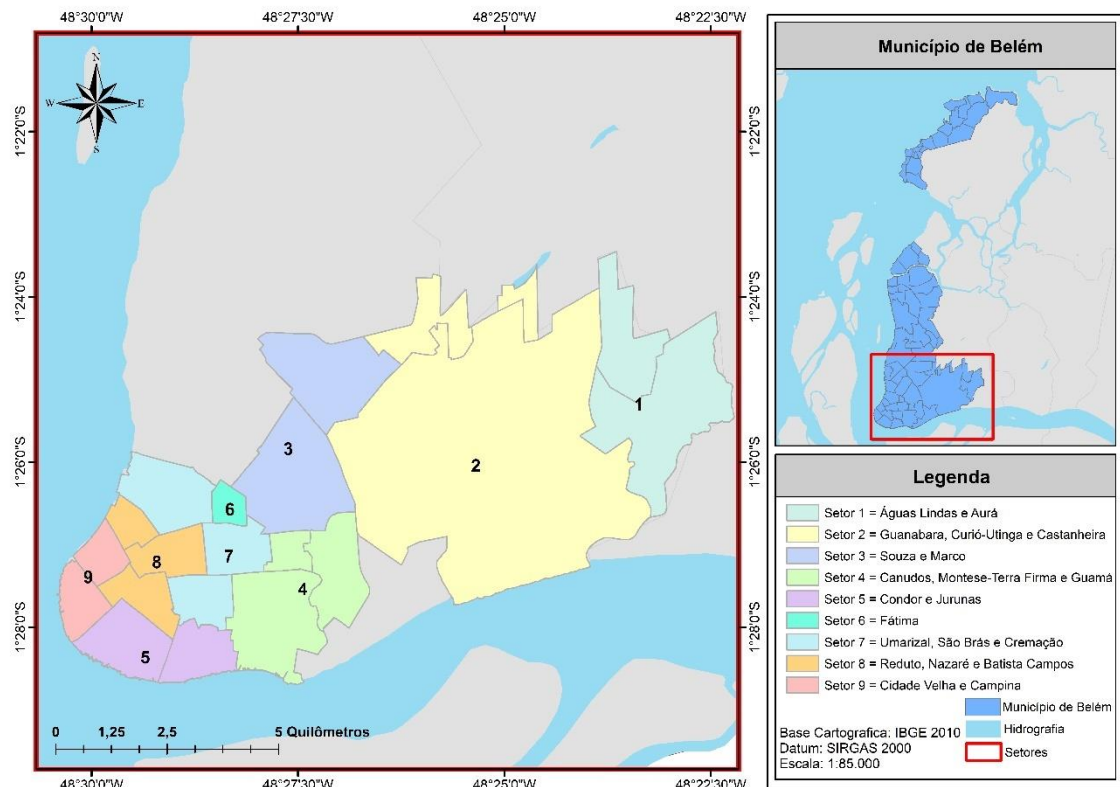 48°30'0"W
48°27'30"W
48°25'0"W
48°22'30"W
N
W
E
S
1°22'0"S
1°22'0"S
1°24'0"S
1°24'0"S
1°26'0"S
1°26'0"S
1°28'0"S
1°28'0"S
1
2
3
6
7
8
9
4
5
0
1,25
2,5
5 Quilômetros
48°30'0"W
48°27'30"W
48°25'0"W
48°22'30"W
Município de Belém
Legenda
Setor 1 = Águas Lindas e Aurá
Setor 2 = Guanabara, Curió-Utinga e Castanheira
Setor 3 = Souza e Marco
Setor 4 = Canudos, Montese-Terra Firma e Guamá
Setor 5 = Condor e Jurunas
Setor 6 = Fátima
Setor 7 = Umarizal, São Brás e Cremação
Setor 8 = Reduto, Nazaré e Batista Campos
Setor 9 = Cidade Velha e Campina
Município de Belém
Hidrografia
Setores
Base Cartografica: IBGE 2010
Datum: SIRGAS 2000
Escala: 1:85.000